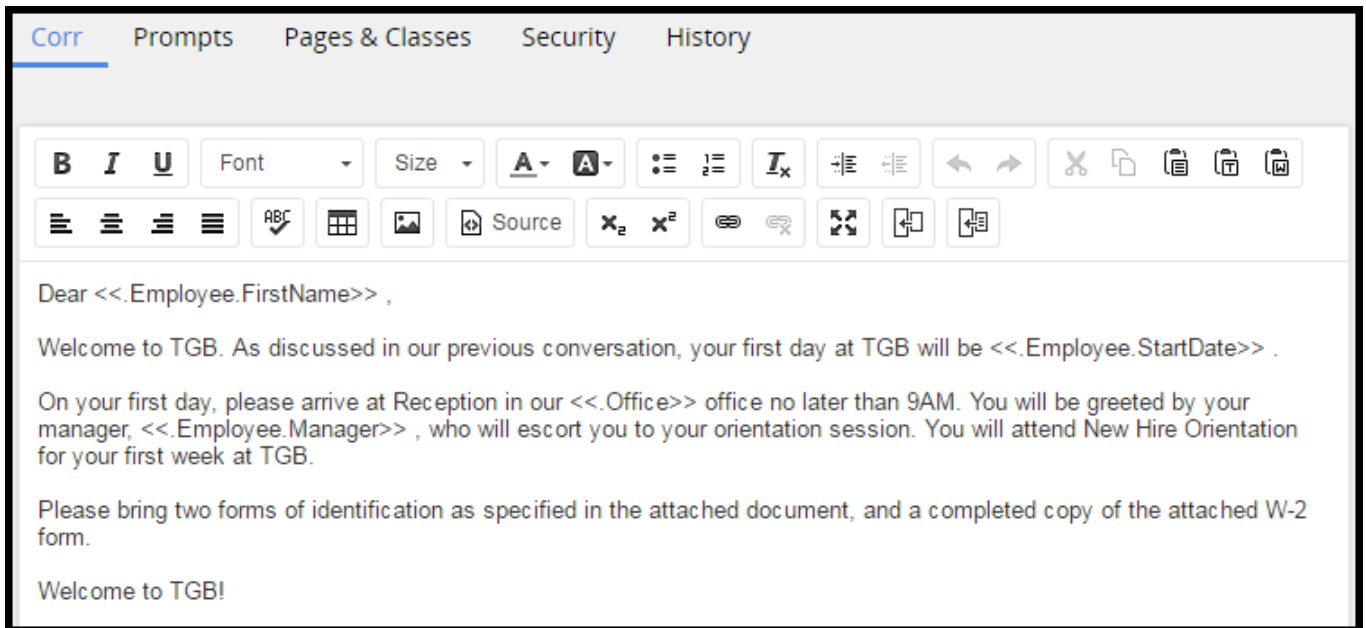 Corr Prompts Pages & Classes Security History
B I U Font Size A A Ix
ABC Source x₂ x²
Dear <<.Employee.FirstName>> ,
Welcome to TGB. As discussed in our previous conversation, your first day at TGB will be <<.Employee.StartDate>> .
On your first day, please arrive at Reception in our <<.Office>> office no later than 9AM. You will be greeted by your
manager, <<.Employee.Manager>> , who will escort you to your orientation session. You will attend New Hire Orientation
for your first week at TGB.
Please bring two forms of identification as specified in the attached document, and a completed copy of the attached W-2
form.
Welcome to TGB!